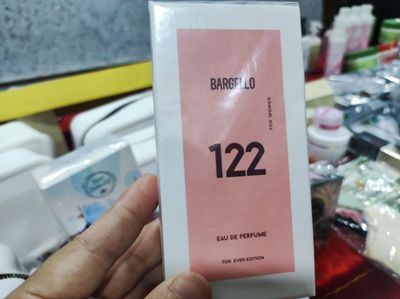 BARGELLO
FOR WOMEN
122
EAU DE PERFUME
FOR EVER EDITION